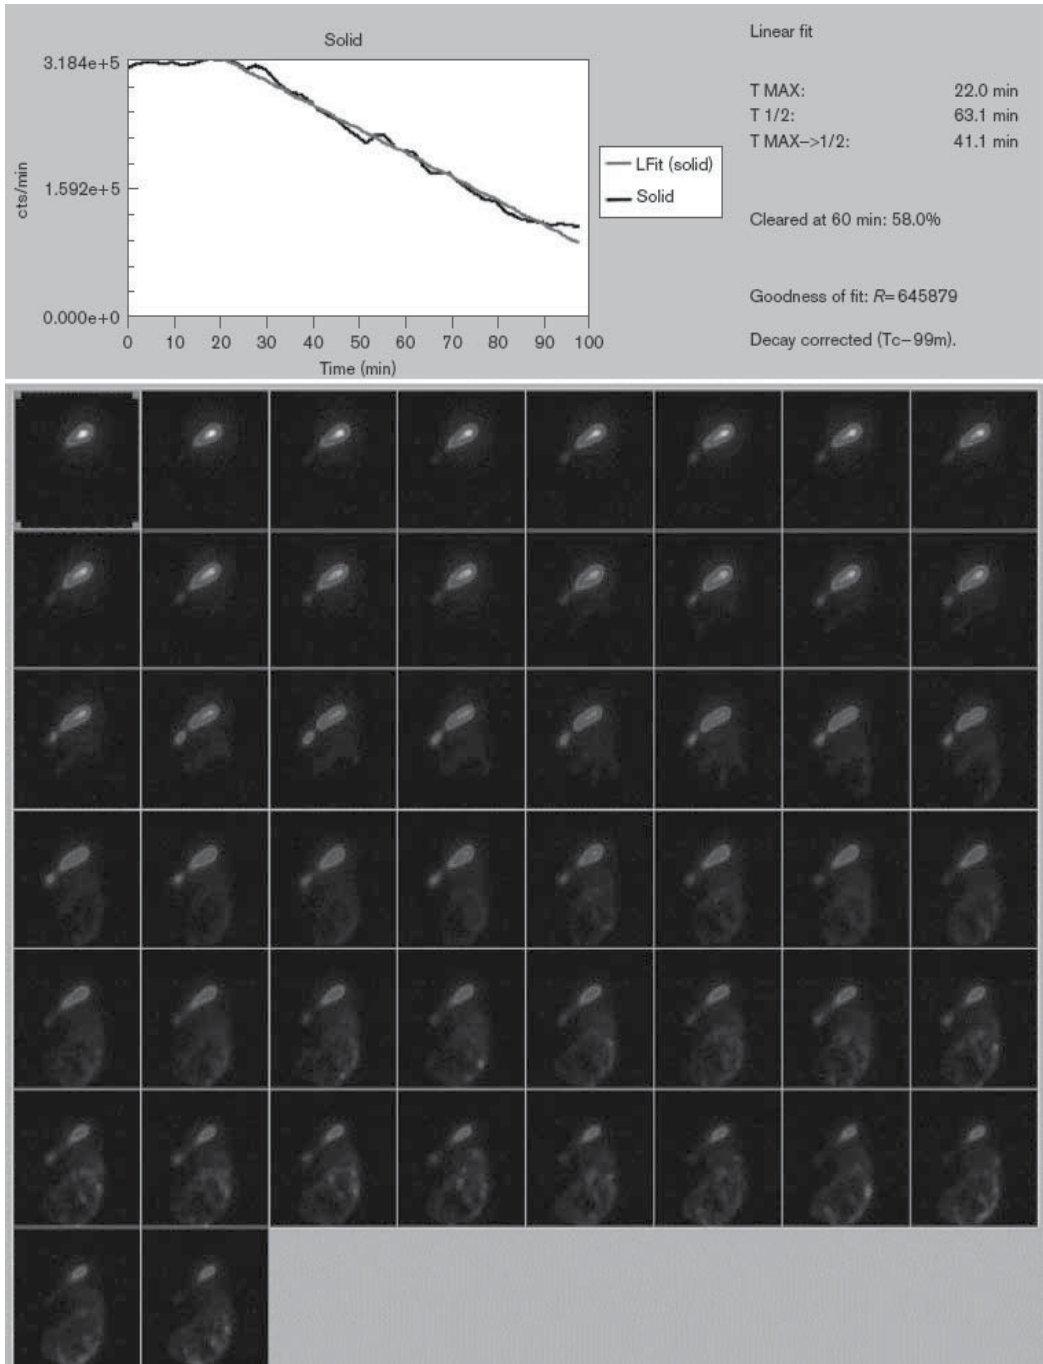 Solid
3.184e+5
1.592e+5
0.000e+0
cts/min
0 10 20 30 40 50 60 70 80 90 100
Time (min)
LFit (solid)
Solid
Linear fit
T MAX: 22.0 min
T 1/2: 63.1 min
T MAX–>1/2: 41.1 min
Cleared at 60 min: 58.0%
Goodness of fit: R=645879
Decay corrected (Tc–99m).